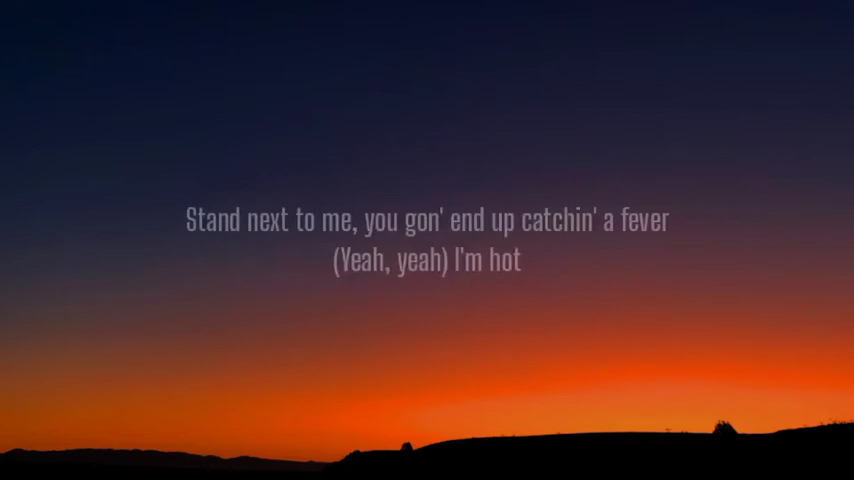 Stand next to me, you gon' end up catchin' a fever
(Yeah, yeah) I'm hot